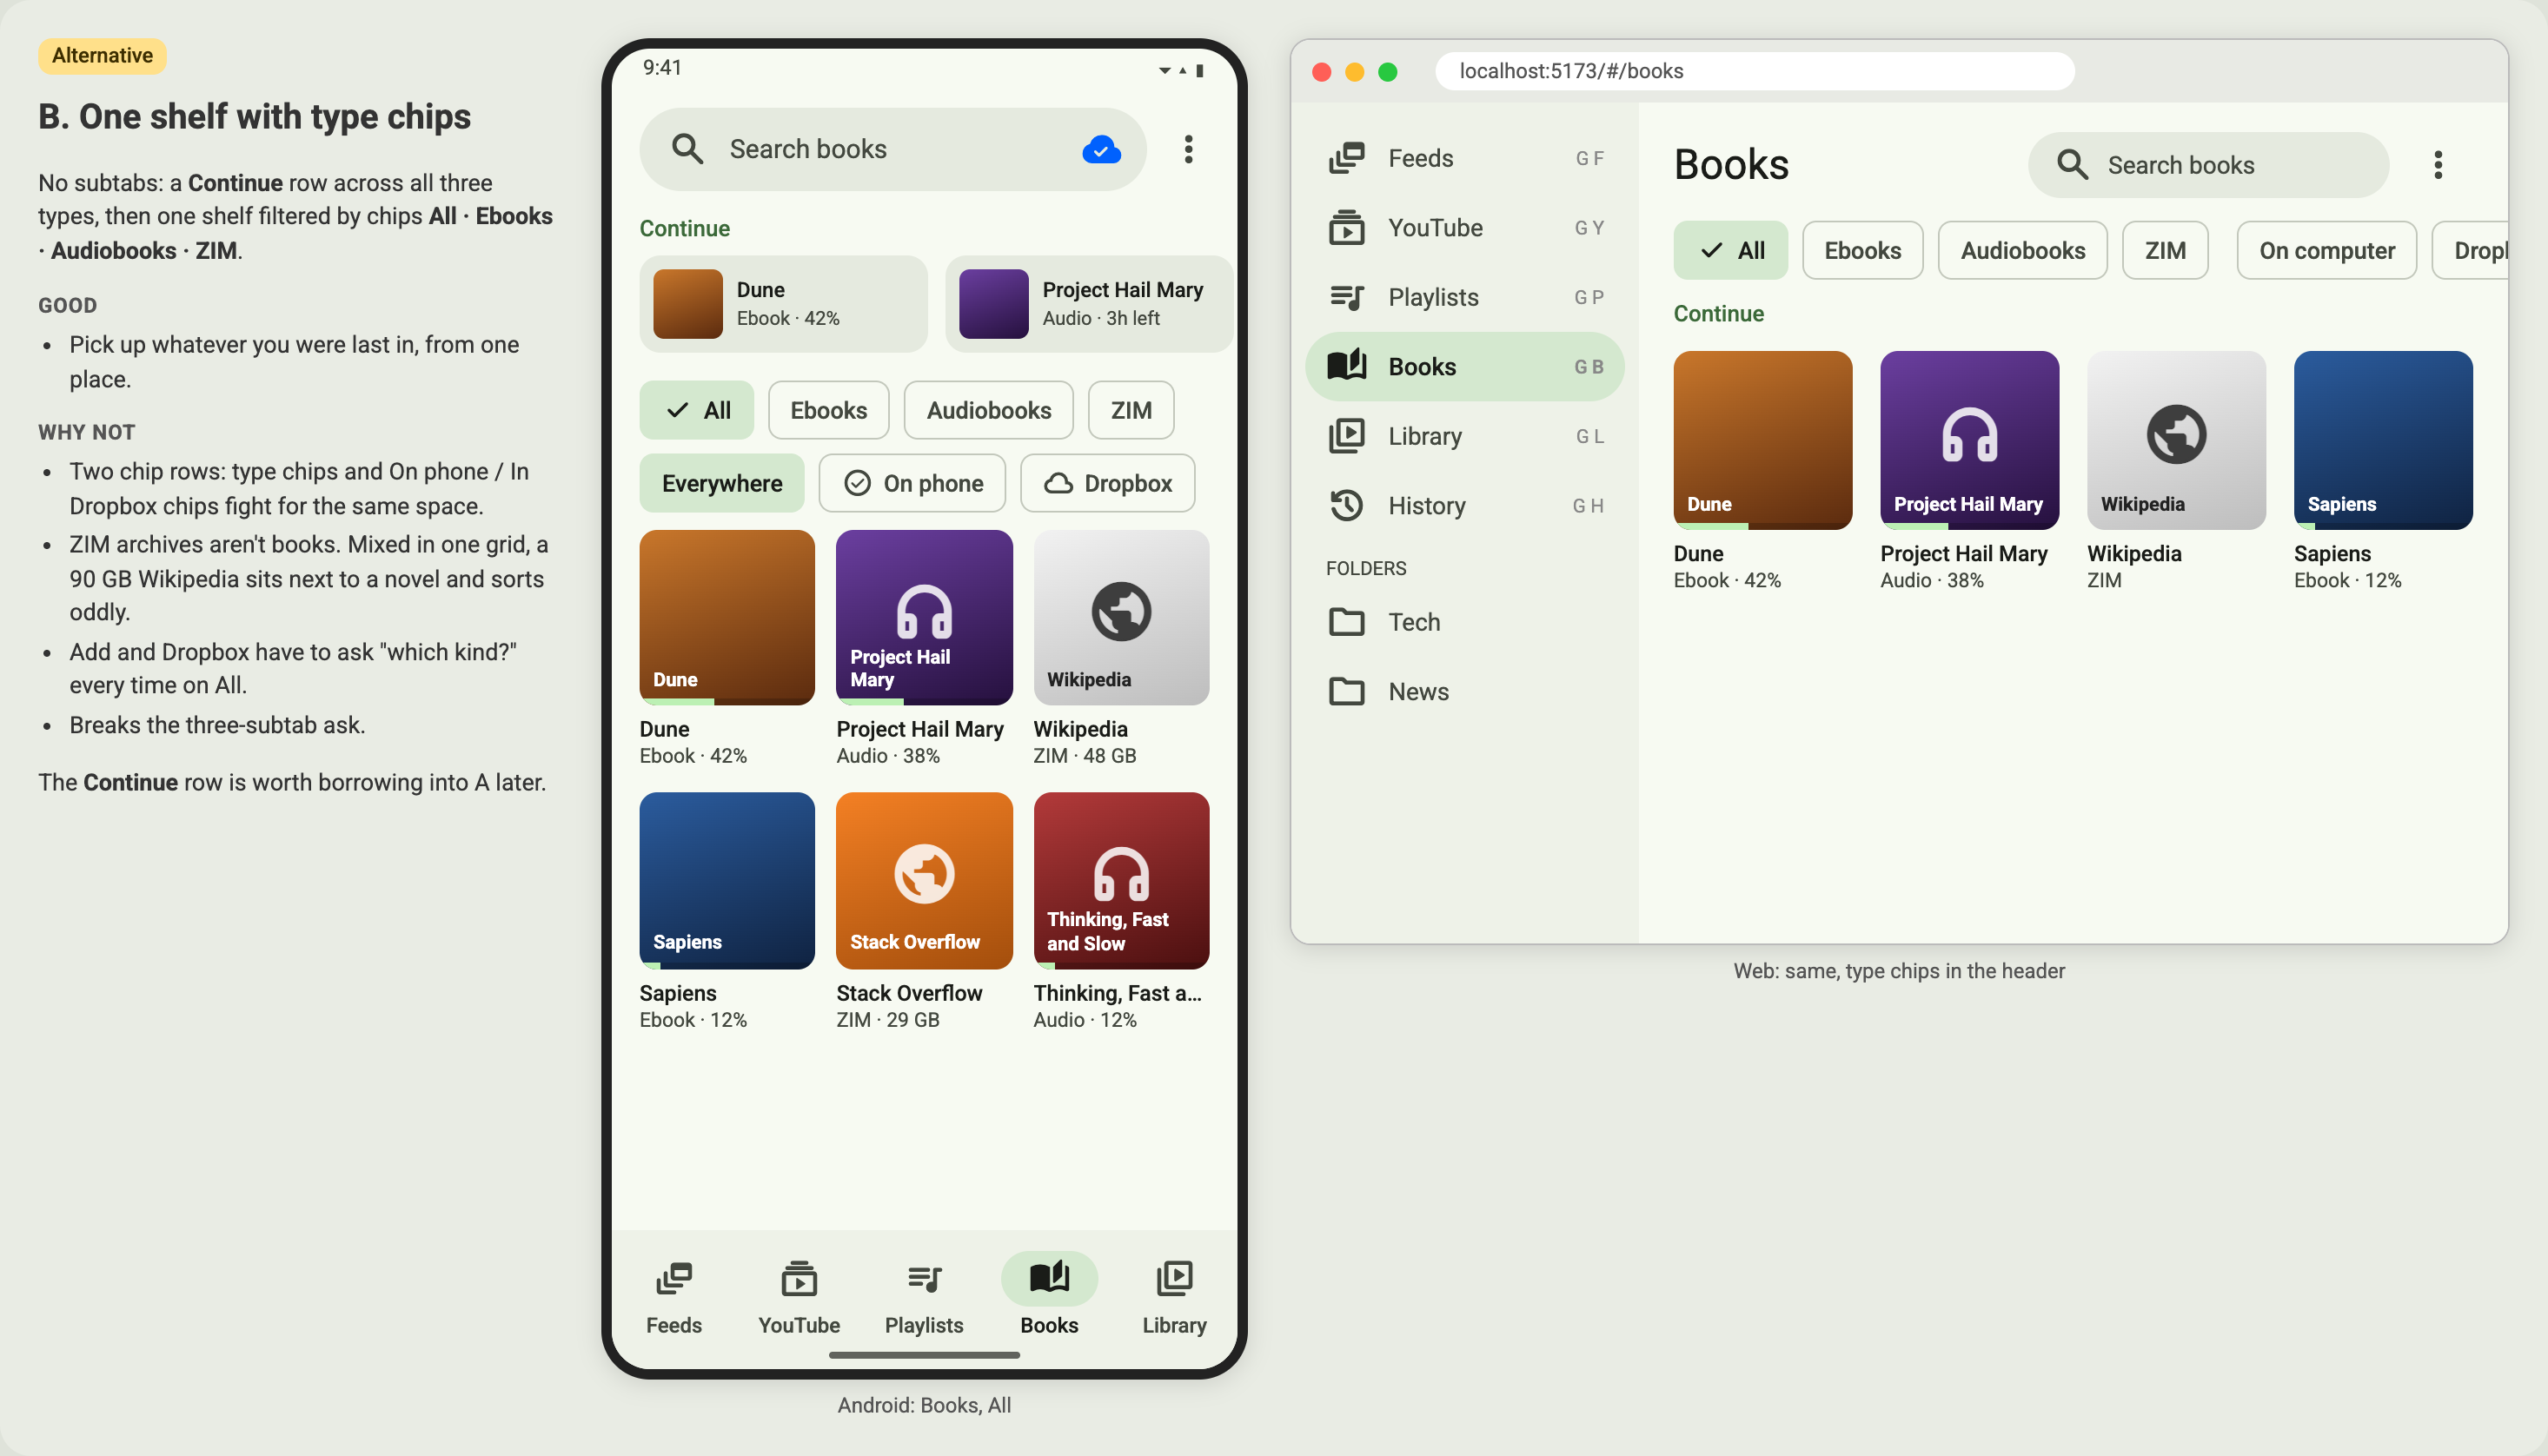 Alternative
B. One shelf with type chips
No subtabs: a Continue row across all three
types, then one shelf filtered by chips All · Ebooks
· Audiobooks · ZIM.
GOOD
• Pick up whatever you were last in, from one
place.
WHY NOT
• Two chip rows: type chips and On phone / In
Dropbox chips fight for the same space.
• ZIM archives aren't books. Mixed in one grid, a
90 GB Wikipedia sits next to a novel and sorts
oddly.
• Add and Dropbox have to ask "which kind?"
every time on All.
• Breaks the three-subtab ask.
The Continue row is worth borrowing into A later.
9:41
Search books
Continue
Dune
Ebook · 42%
Project Hail Mary
Audio · 3h left
All Ebooks Audiobooks ZIM
Everywhere On phone Dropbox
Dune
Project Hail
Mary
Wikipedia
Dune
Ebook · 42%
Project Hail Mary
Audio · 38%
Wikipedia
ZIM · 48 GB
Sapiens
Stack Overflow
Thinking, Fast
and Slow
Sapiens
Ebook · 12%
Stack Overflow
ZIM · 29 GB
Thinking, Fast a...
Audio · 12%
Feeds YouTube Playlists Books Library
Android: Books, All
localhost:5173/#/books
Feeds G F
YouTube G Y
Playlists G P
Books G B
Library G L
History G H
FOLDERS
Tech
News
Books
Search books
All Ebooks Audiobooks ZIM On computer Dropl
Continue
Dune
Project Hail Mary
Wikipedia
Sapiens
Dune
Ebook · 42%
Project Hail Mary
Audio · 38%
Wikipedia
ZIM
Sapiens
Ebook · 12%
Web: same, type chips in the header